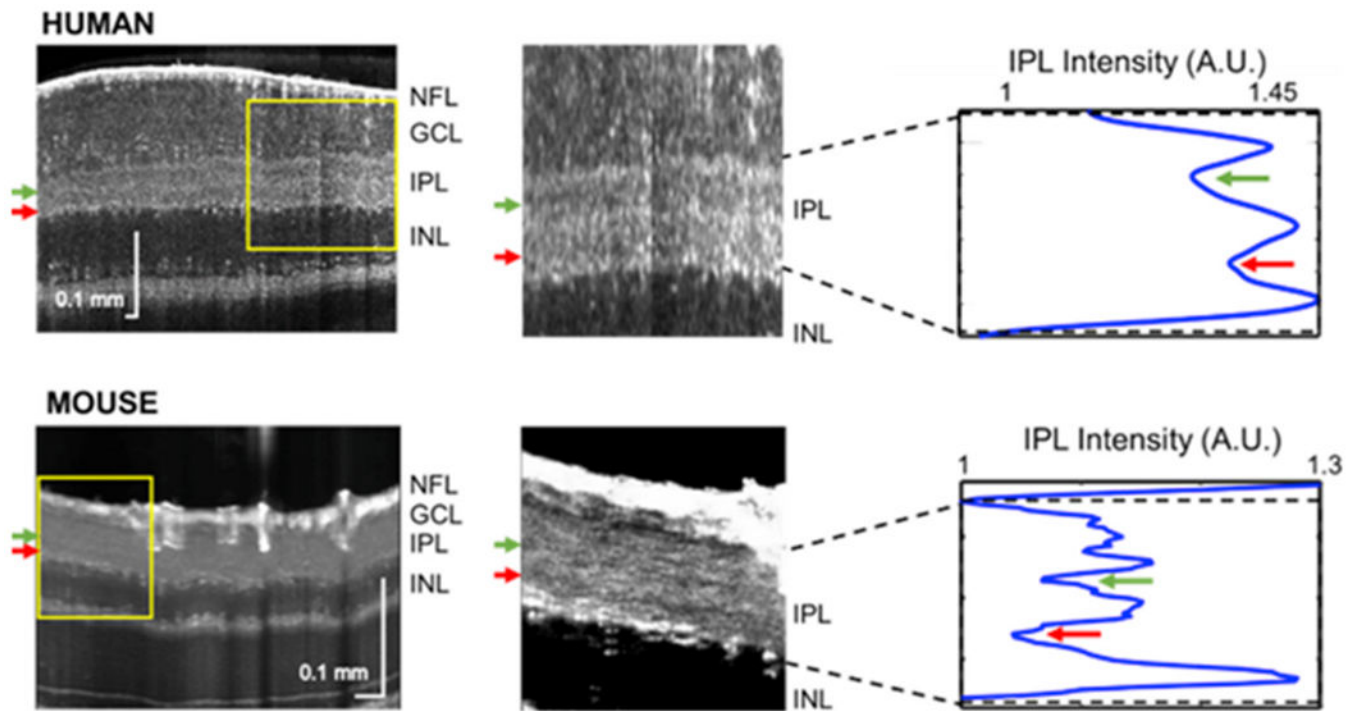 HUMAN
NFL
GCL
IPL
INL
0.1 mm
IPL
INL
IPL Intensity (A.U.)
1 1.45
MOUSE
NFL
GCL
IPL
INL
0.1 mm
IPL
INL
IPL Intensity (A.U.)
1 1.3